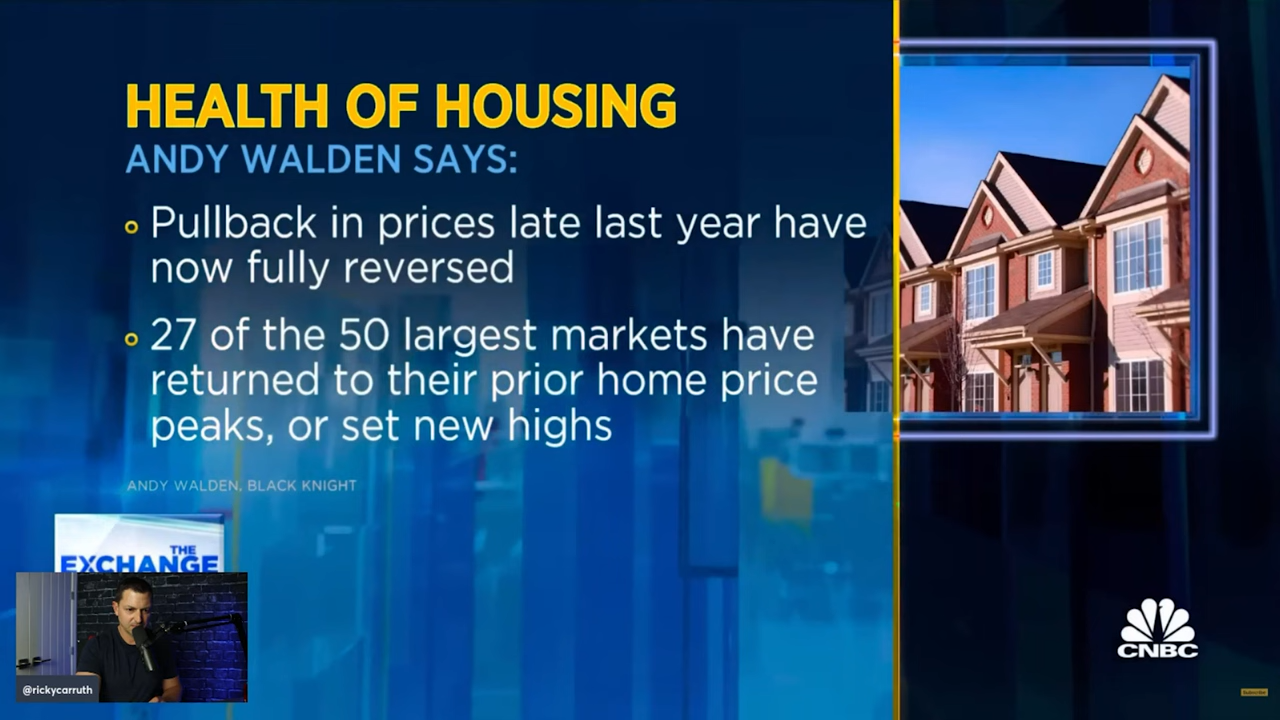 HEALTH OF HOUSING
ANDY WALDEN SAYS:
Pullback in prices late last year have
now fully reversed
27 of the 50 largest markets have
returned to their prior home price
peaks, or set new highs
ANDY WALDEN, BLACK KNIGHT
THE
EXCHANGE
@rickycarruth
CNBC
Subscribe